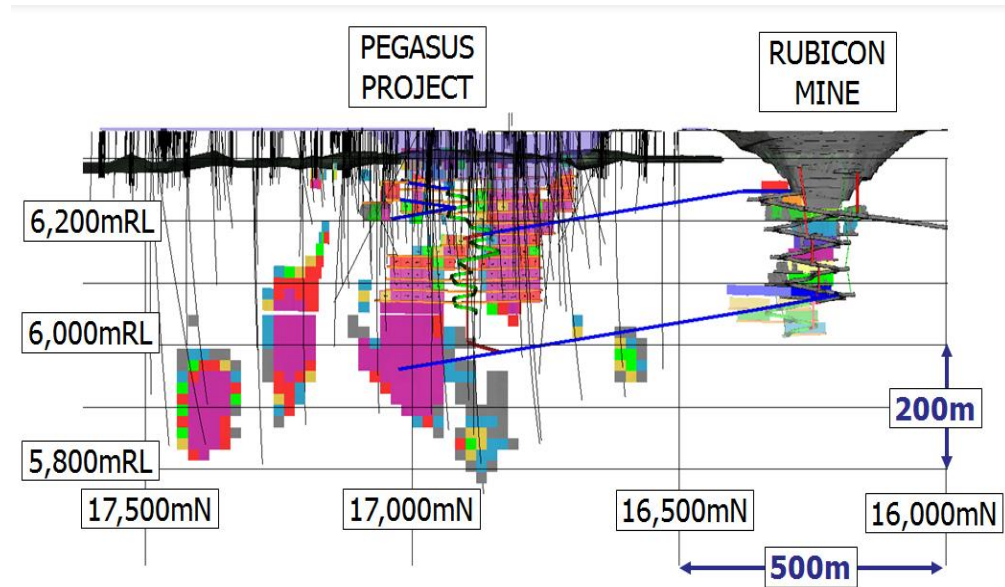 PEGASUS
PROJECT
RUBICON
MINE
6,200mRL
6,000mRL
200m
5,800mRL
17,500mN
17,000mN
16,500mN
16,000mN
500m